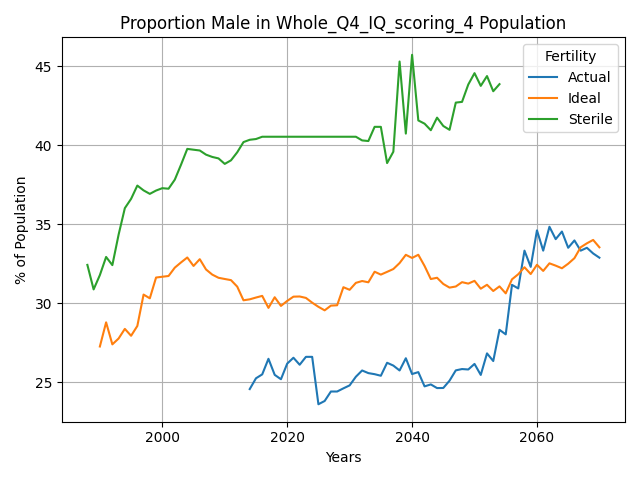 Proportion Male in Whole_Q4_IQ_scoring_4 Population
Fertility
Actual
Ideal
Sterile
% of Population
45
40
35
30
25
2000
2020
2040
2060
Years